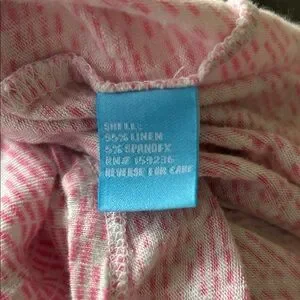 SHELL:
95% LINEN
5% SPANDEX
RN# 159236
REVERSE FOR CARE